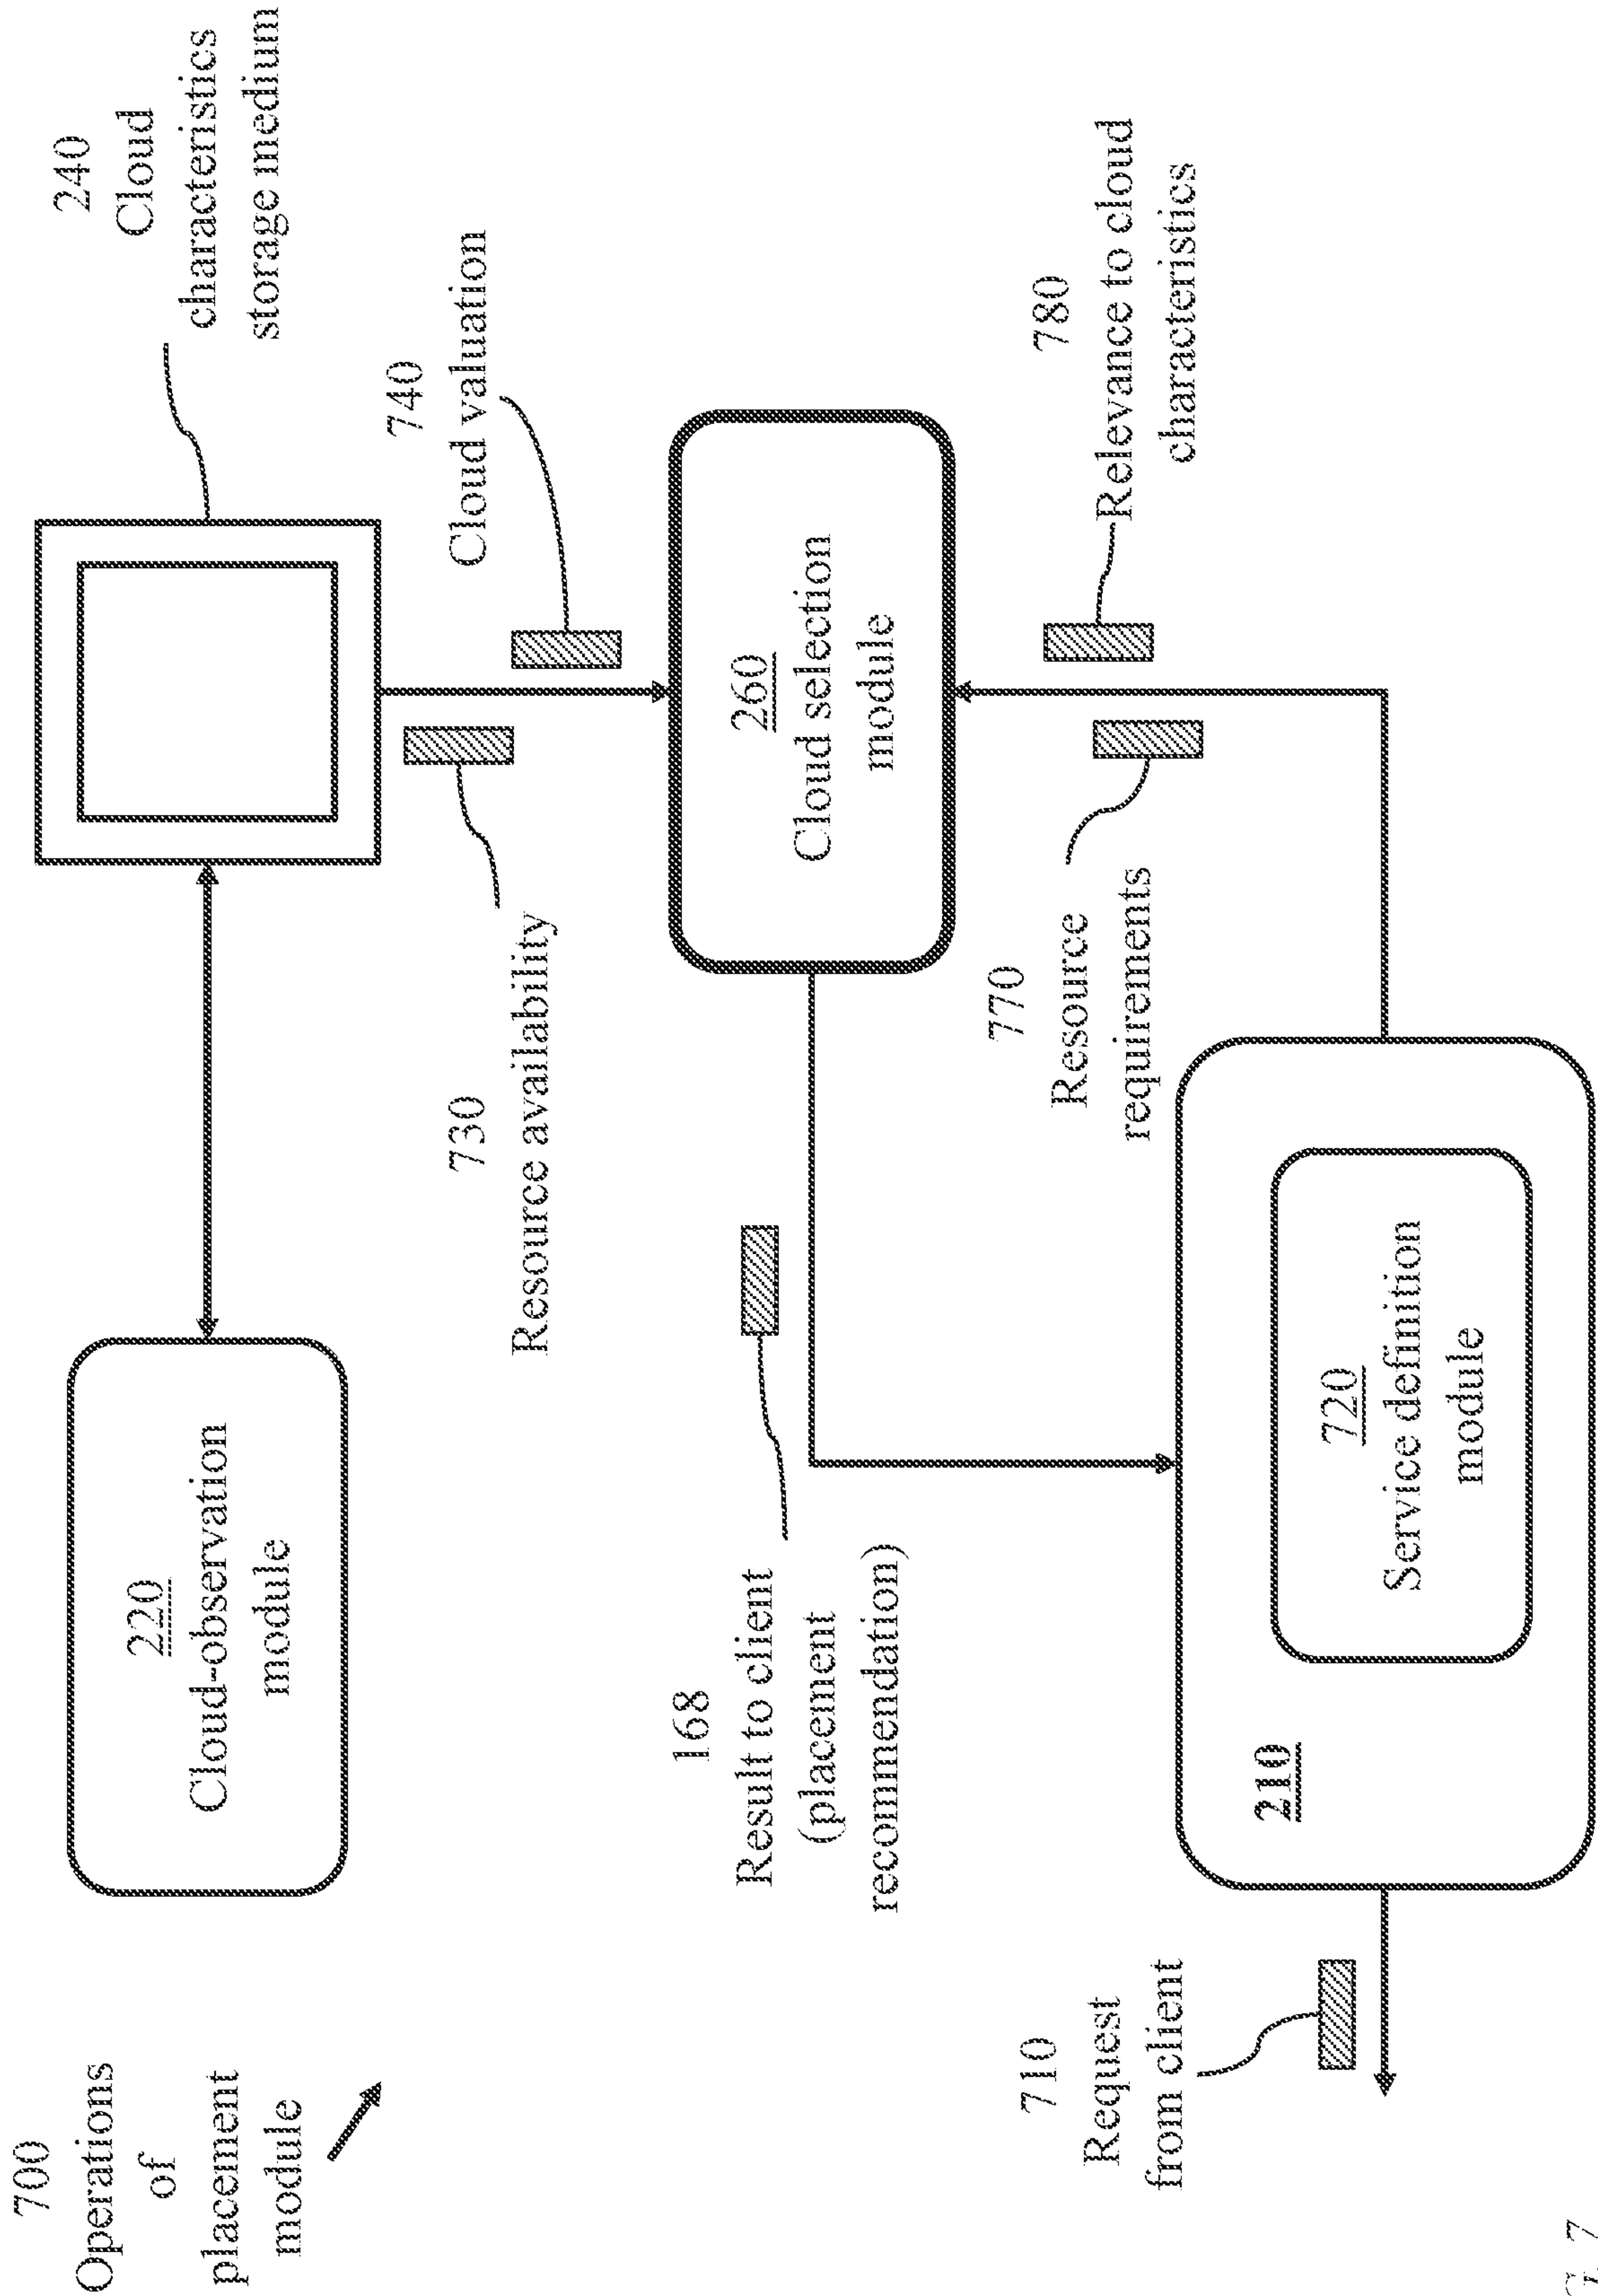 700
Operations
of
placement
module
220
Cloud-observation
module
240
Cloud
characteristics
storage medium
730
Resource availability
740
Cloud valuation
168
Result to client
(placement
recommendation)
260
Cloud selection
module
710
Request
from client
770
Resource
requirements
780
Relevance to cloud
characteristics
210
720
Service definition
module
G. 7